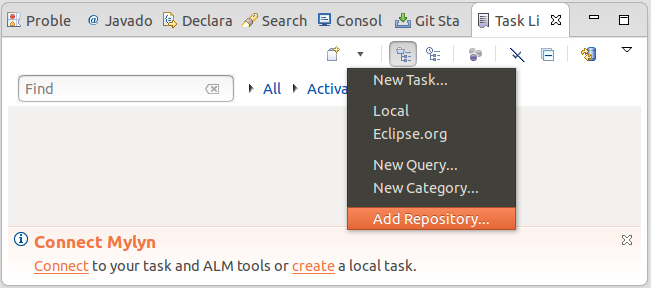 Proble @ Javado Declara Search Consol Git Sta Task Li
Find All Activa
New Task...
Local
Eclipse.org
New Query...
New Category...
Add Repository...
Connect Mylyn
Connect to your task and ALM tools or create a local task.